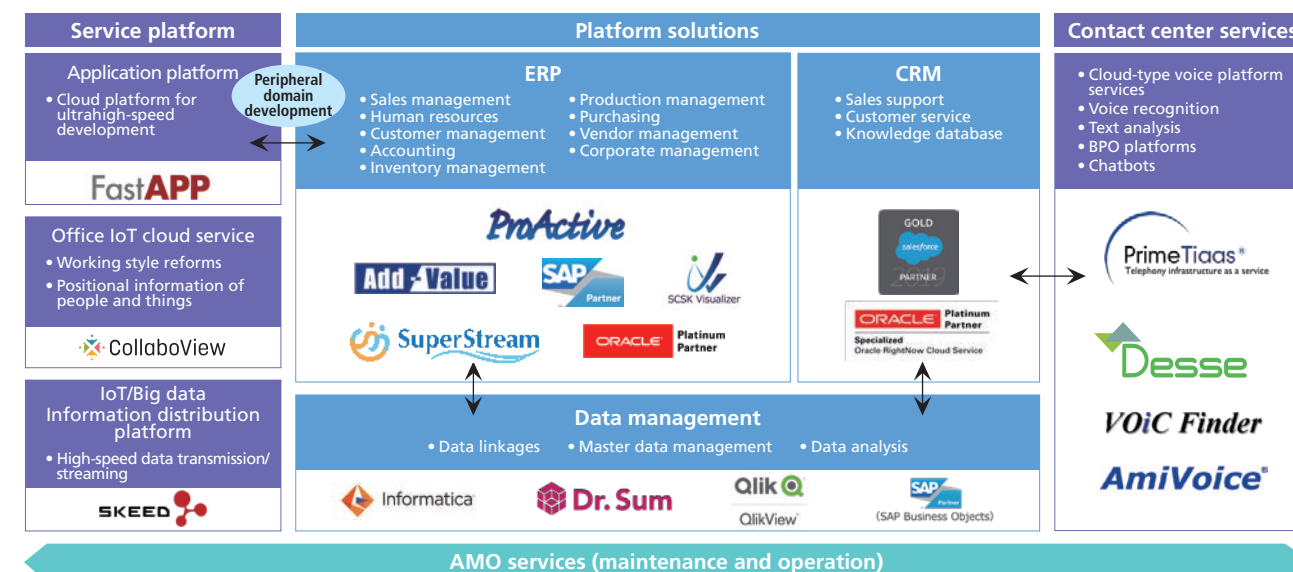 Service platform
Application platform
• Cloud platform for
ultrahigh-speed
development
Peripheral
domain
development
FastAPP
Office IoT cloud service
• Working style reforms
• Positional information of
people and things
CollaboView
IoT/Big data
Information distribution
platform
• High-speed data transmission/
streaming
SKEED
Platform solutions
ERP
• Sales management
• Human resources
• Customer management
• Accounting
• Inventory management
• Production management
• Purchasing
• Vendor management
• Corporate management
ProActive
Add-Value
SAP
Partner
SCSK Visualizer
SuperStream
ORACLE
Platinum
Partner
CRM
• Sales support
• Customer service
• Knowledge database
GOLD
salesforce
PARTNER
2019
ORACLE
Platinum
Partner
Specialized
Oracle RightNow Cloud Service
Data management
• Data linkages
• Master data management
• Data analysis
Informatica
Dr.Sum
Qlik
QlikView
SAP
Partner
(SAP Business Objects)
Contact center services
• Cloud-type voice platform
services
• Voice recognition
• Text analysis
• BPO platforms
• Chatbots
PrimeTiaas®
Telephony infrastructure as a service
Desse
VOiC Finder
AmiVoice®
AMO services (maintenance and operation)